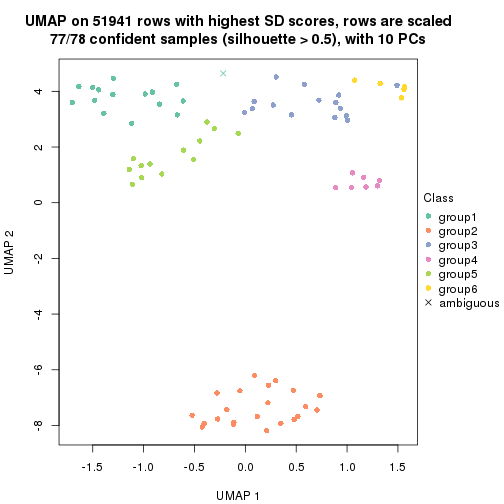 UMAP on 51941 rows with highest SD scores, rows are scaled
77/78 confident samples (silhouette > 0.5), with 10 PCs
4
2
0
-2
-4
-6
-8
UMAP 2
-1.5 -1.0 -0.5 0.0 0.5 1.0 1.5
UMAP 1
Class
group1
group2
group3
group4
group5
group6
ambiguous